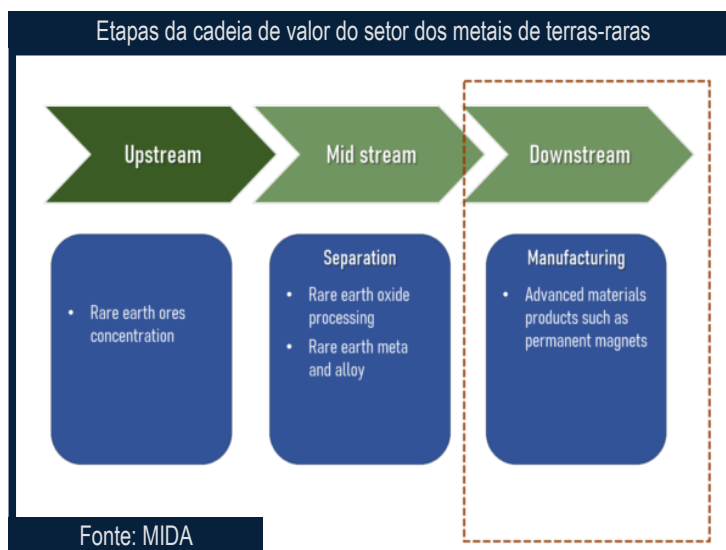 Etapas da cadeia de valor do setor dos metais de terras-raras
Upstream
Mid stream
Downstream
• Rare earth ores
concentration
Separation
• Rare earth oxide
processing
• Rare earth meta
and alloy
Manufacturing
• Advanced materials
products such as
permanent magnets
Fonte: MIDA